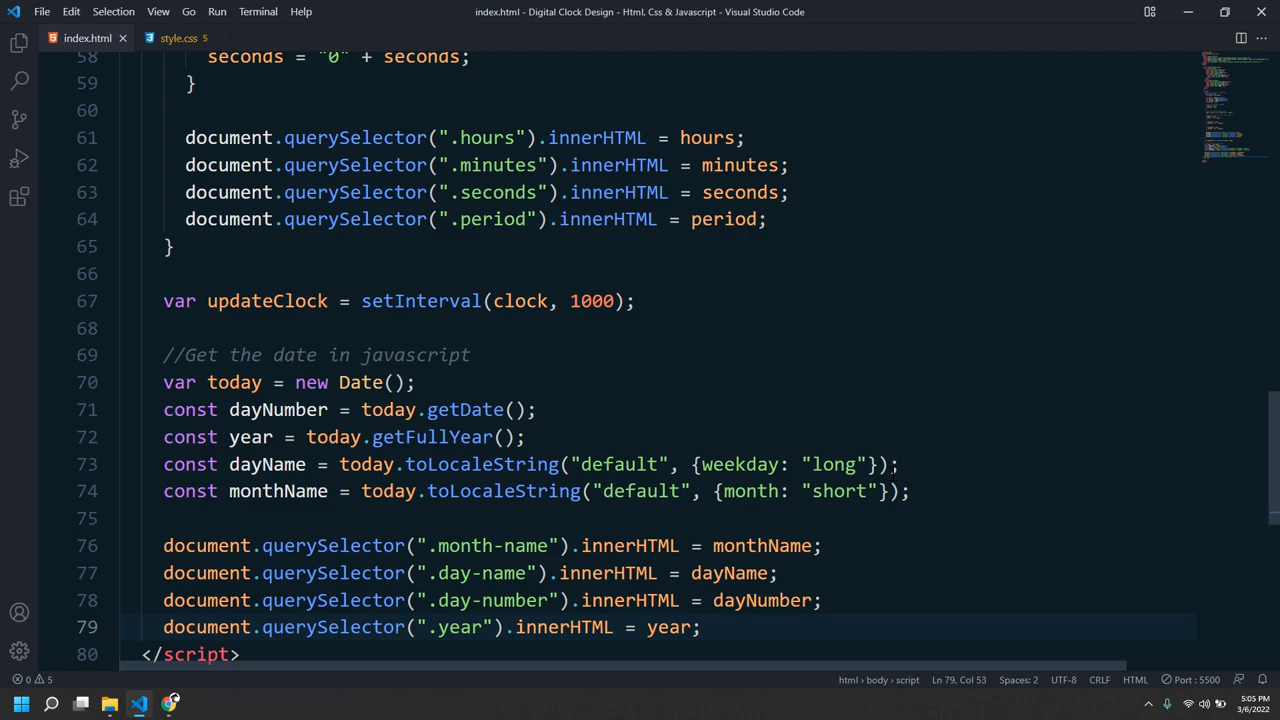 File Edit Selection View Go Run Terminal Help index.html - Digital Clock Design - Html Css & Javascript - Visual Studio Code
index.html style.css 5
58 seconds = "0" + seconds;
59 }
60
61 document.querySelector(".hours").innerHTML = hours;
62 document.querySelector(".minutes").innerHTML = minutes;
63 document.querySelector(".seconds").innerHTML = seconds;
64 document.querySelector(".period").innerHTML = period;
65 }
66
67 var updateClock = setInterval(clock, 1000);
68
69 //Get the date in javascript
70 var today = new Date();
71 const dayNumber = today.getDate();
72 const year = today.getFullYear();
73 const dayName = today.toLocaleString("default", {weekday: "long"});
74 const monthName = today.toLocaleString("default", {month: "short"});
75
76 document.querySelector(".month-name").innerHTML = monthName;
77 document.querySelector(".day-name").innerHTML = dayName;
78 document.querySelector(".day-number").innerHTML = dayNumber;
79 document.querySelector(".year").innerHTML = year;
80 </script>
0 5 html › body › script Ln 79, Col 53 Spaces: 2 UTF-8 CRLF HTML Port : 5500
5:05 PM
3/6/2022